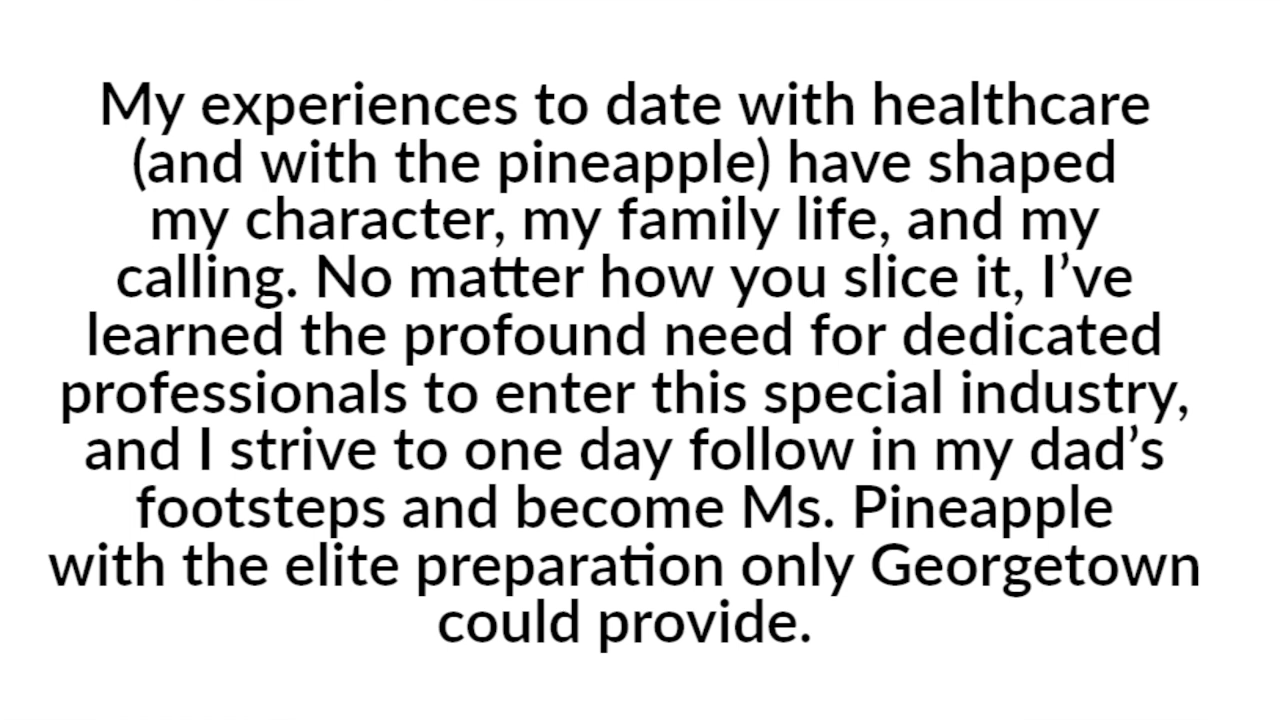 My experiences to date with healthcare
(and with the pineapple) have shaped
my character, my family life, and my
calling. No matter how you slice it, I’ve
learned the profound need for dedicated
professionals to enter this special industry,
and I strive to one day follow in my dad’s
footsteps and become Ms. Pineapple
with the elite preparation only Georgetown
could provide.